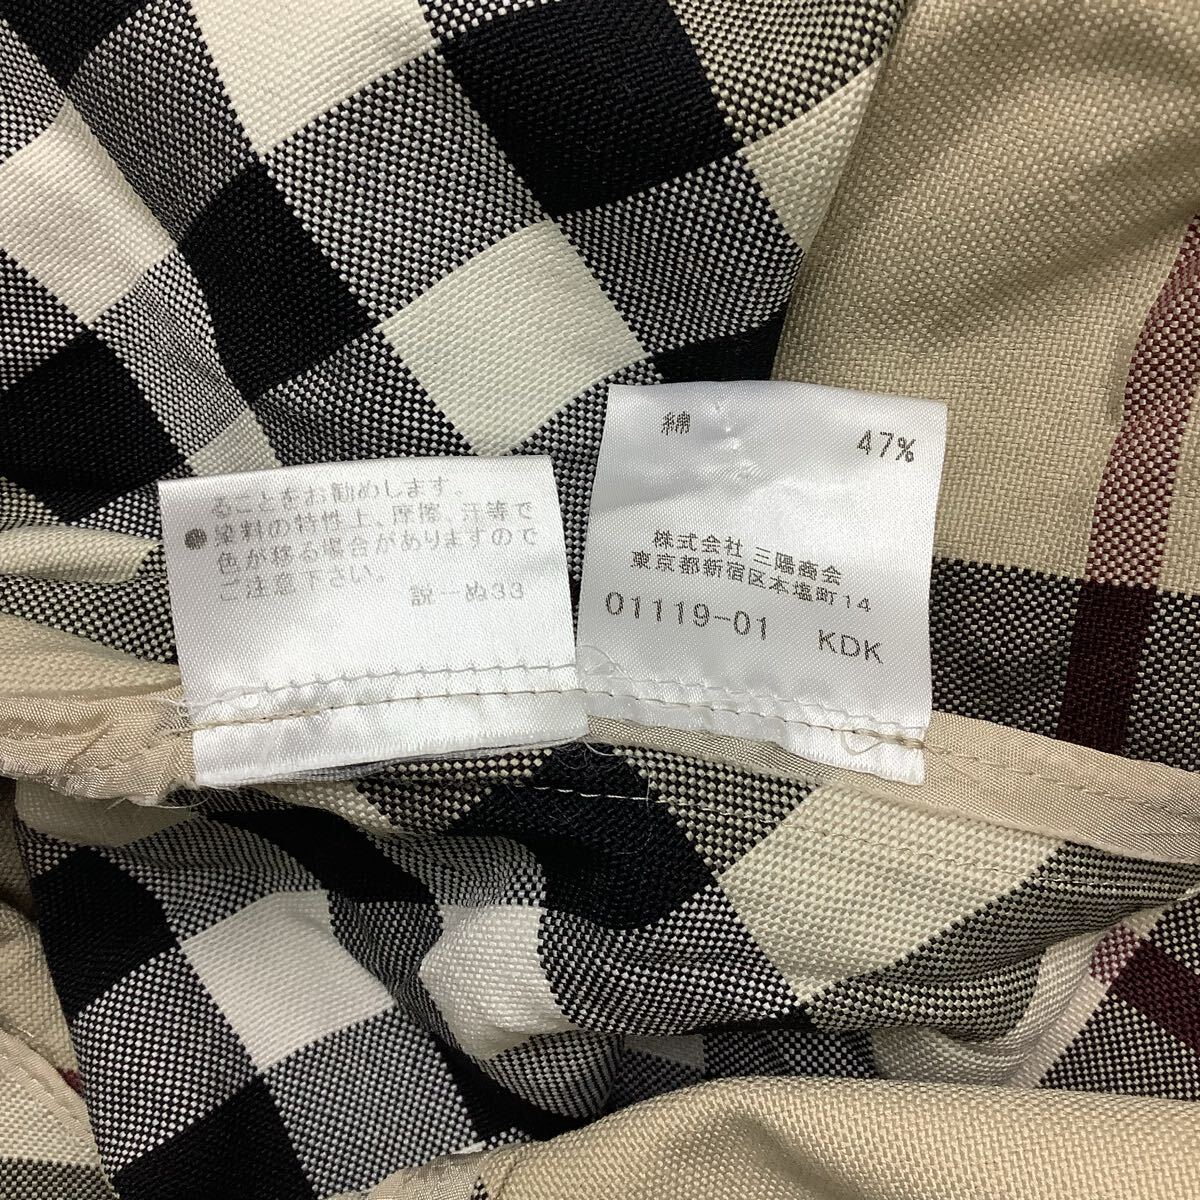 ることをお勧めします。
●染料の特性上、摩擦、汗等で
色が移る場合がありますので
ご注意下さい。
説－ぬ33
綿 47%
株式会社 三陽商会
東京都新宿区本塩町14
01119-01 KDK